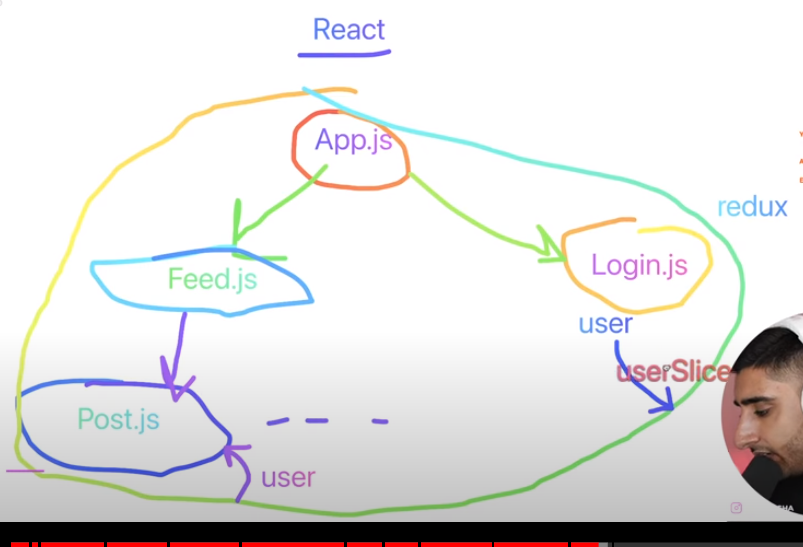 React
App.js
redux
Feed.js
Login.js
user
userSlice
Post.js
user